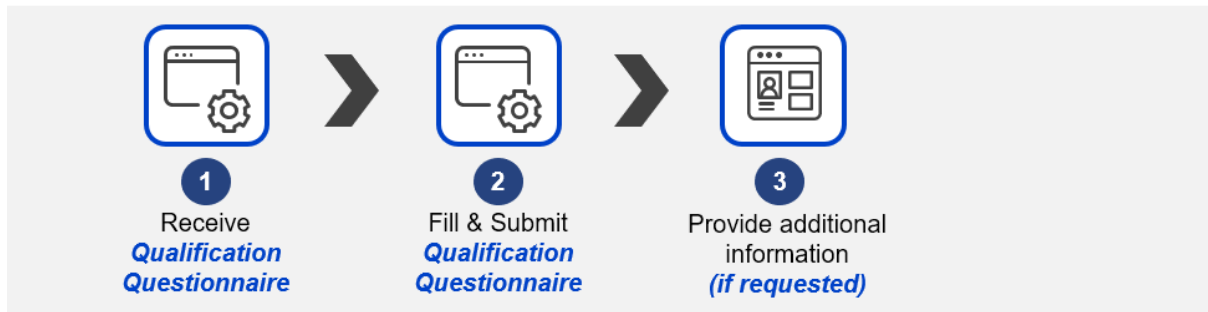 1
Receive
Qualification
Questionnaire
2
Fill & Submit
Qualification
Questionnaire
3
Provide additional
information
(if requested)